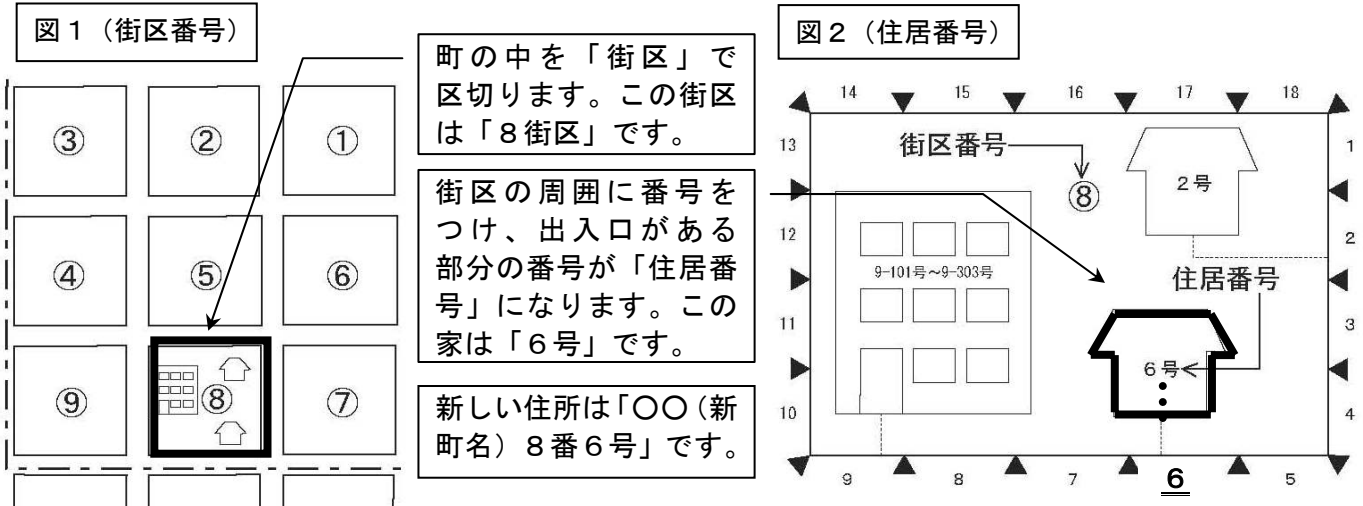 図1（街区番号）
③
②
①
④
⑤
⑥
⑨
⑧
⑦
町の中を「街区」で
区切ります。この街区
は「8街区」です。
街区の周囲に番号を
つけ、出入口がある
部分の番号が「住居番
号」になります。この
家は「6号」です。
新しい住所は「〇〇（新
町名）8番6号」です。
図2（住居番号）
14
15
16
17
18
13
街区番号
⑧
2号
1
12
2
9-101号～9-303号
住居番号
11
3
6号
10
4
9
8
7
6
5